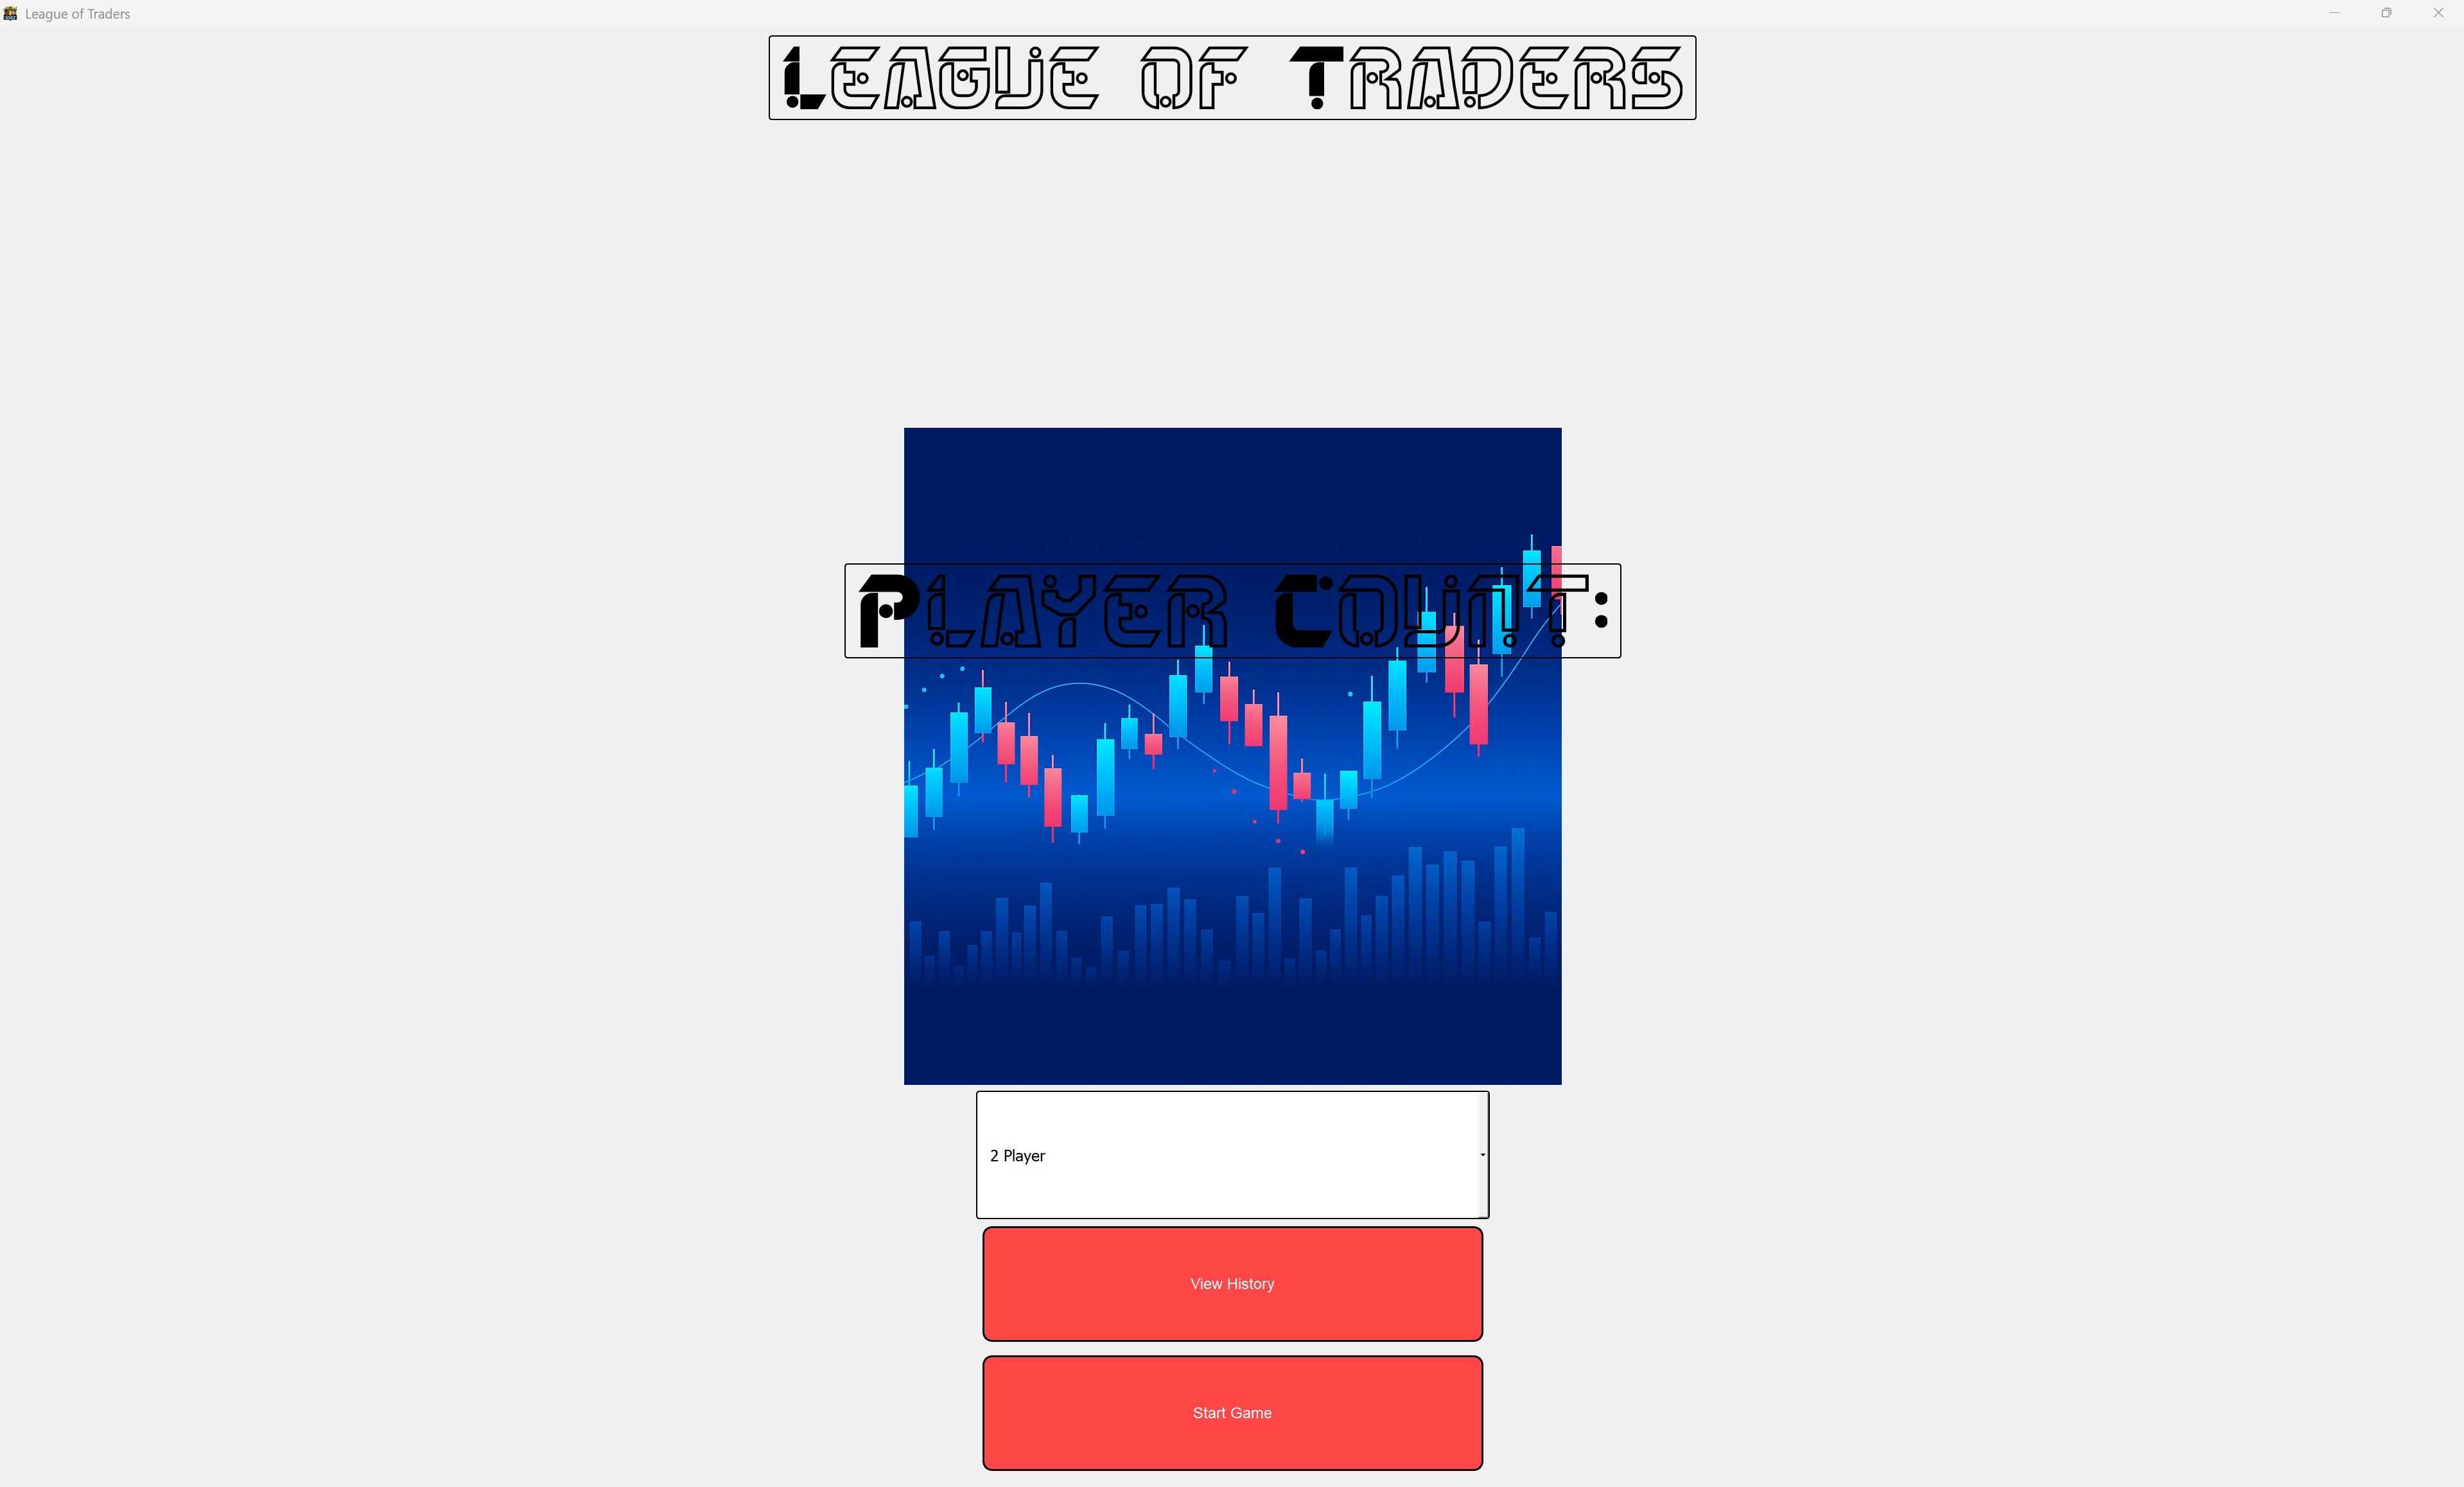 League of Traders
League of Traders
Player Count:
2 Player
View History
Start Game